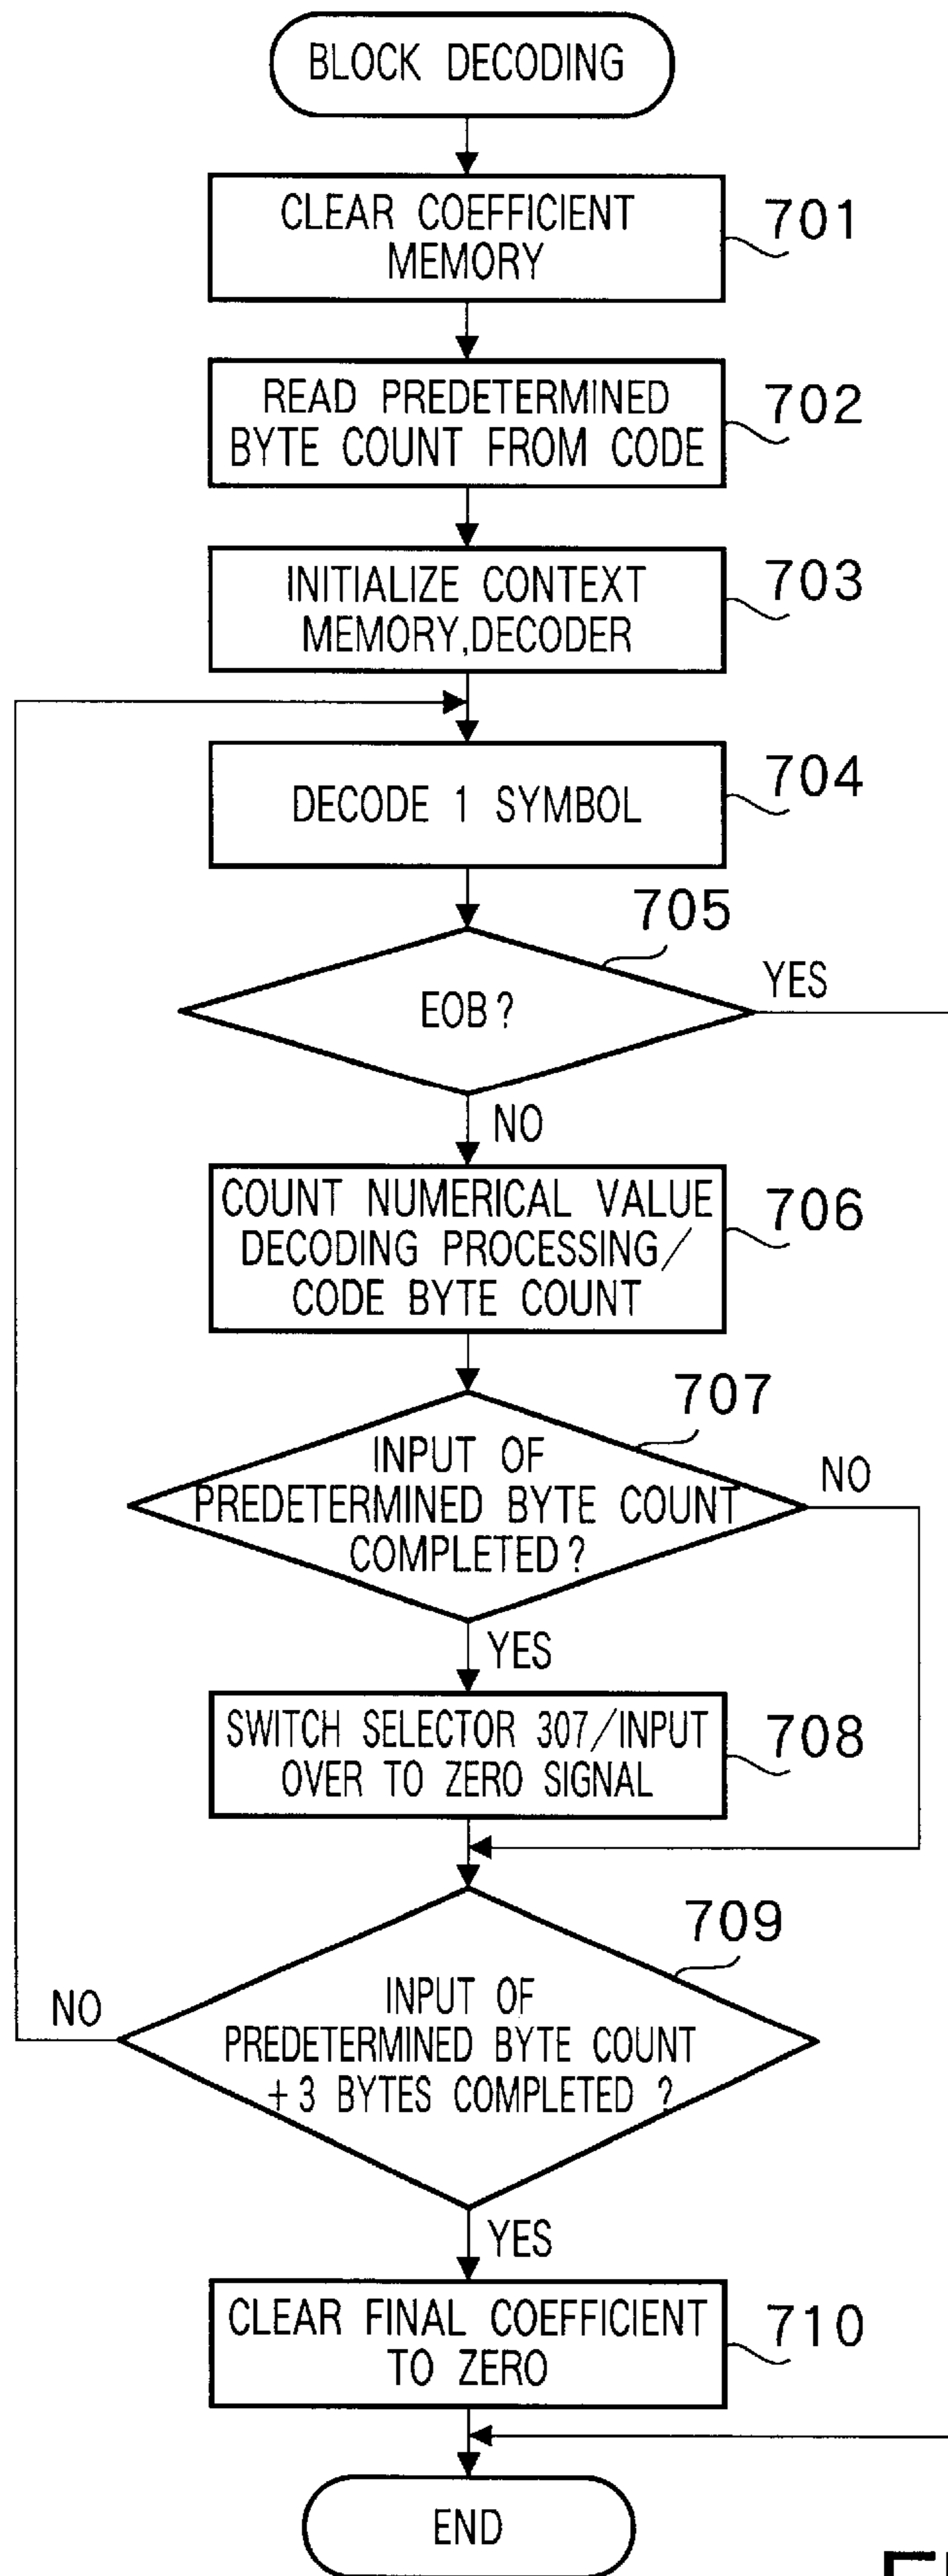 BLOCK DECODING
CLEAR COEFFICIENT
MEMORY
701
READ PREDETERMINED
BYTE COUNT FROM CODE
702
INITIALIZE CONTEXT
MEMORY,DECODER
703
DECODE 1 SYMBOL
704
705
EOB?
YES
NO
COUNT NUMERICAL VALUE
DECODING PROCESSING/
CODE BYTE COUNT
706
707
INPUT OF
PREDETERMINED BYTE COUNT
COMPLETED?
NO
YES
SWITCH SELECTOR 307/INPUT
OVER TO ZERO SIGNAL
708
709
INPUT OF
PREDETERMINED BYTE COUNT
+3 BYTES COMPLETED ?
NO
YES
CLEAR FINAL COEFFICIENT
TO ZERO
710
END